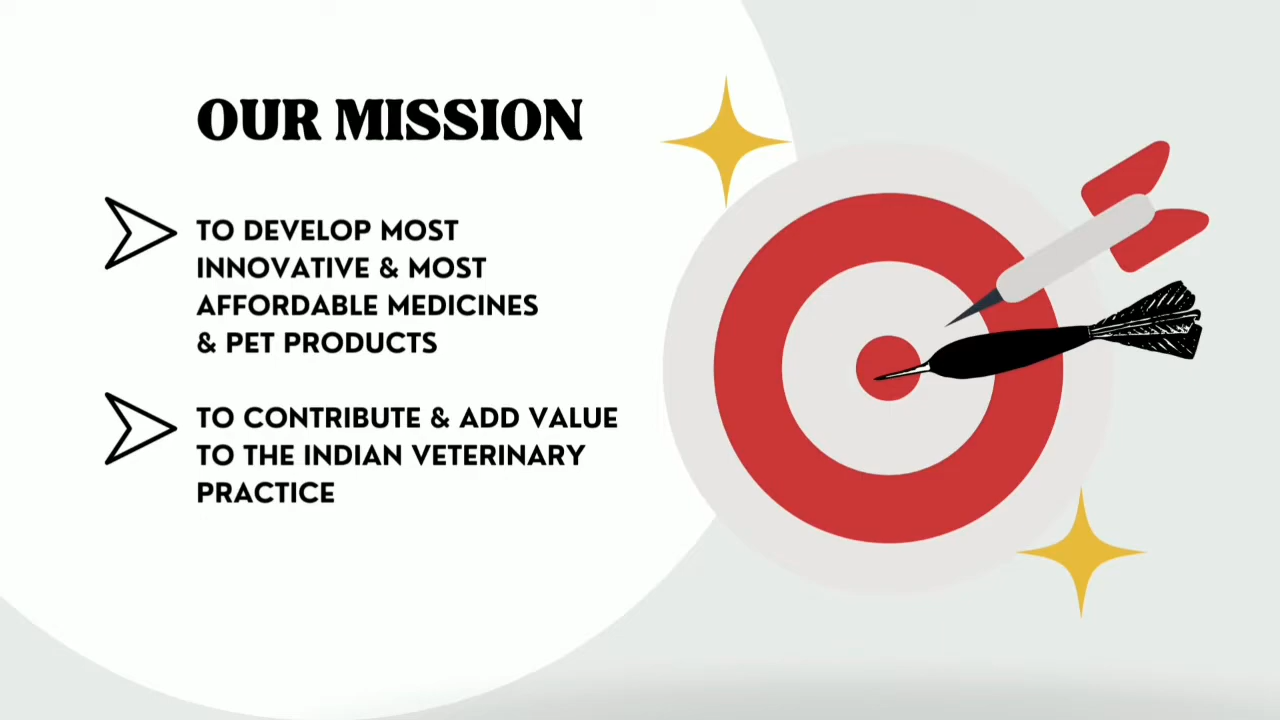 OUR MISSION
TO DEVELOP MOST
INNOVATIVE & MOST
AFFORDABLE MEDICINES
& PET PRODUCTS
TO CONTRIBUTE & ADD VALUE
TO THE INDIAN VETERINARY
PRACTICE